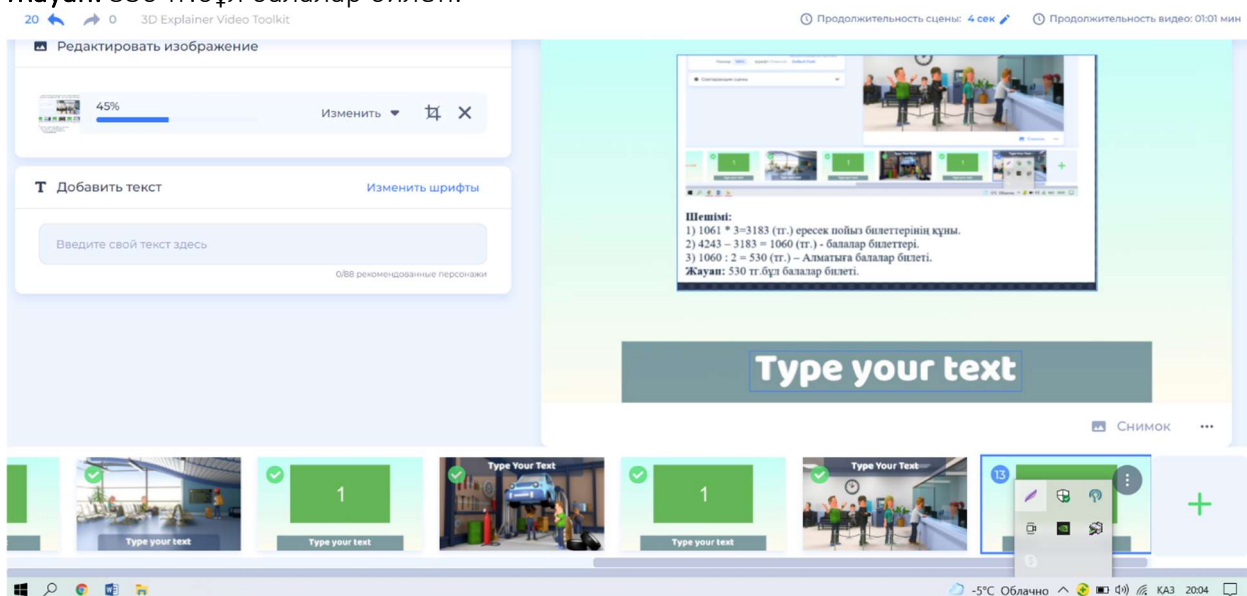 20 0 3D Explainer Video Toolkit Продолжительность сцены: 4 сек Продолжительность видео: 01:01 мин
Редактировать изображение
45% Изменить
T Добавить текст Изменить шрифты
Введите свой текст здесь
0/88 рекомендованные персонажи
Шешімі:
1) 1061 * 3=3183 (тг.) ересек пойыз билеттерінің құны.
2) 4243 – 3183 = 1060 (тг.) - балалар билеттері.
3) 1060 : 2 = 530 (тг.) – Алматыға балалар билеті.
Жауап: 530 тг.бұл балалар билеті.
Type your text
Снимок
Type your text
1
Type your text
Type Your Text
1
Type your text
Type Your Text
13
-5°C Облачно ҚАЗ 20:04